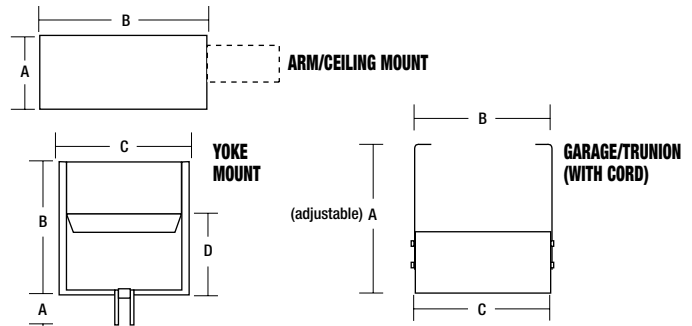 B
A
ARM/CEILING MOUNT
C
YOKE
MOUNT
B
D
A
B
GARAGE/TRUNION
(WITH CORD)
(adjustable) A
C